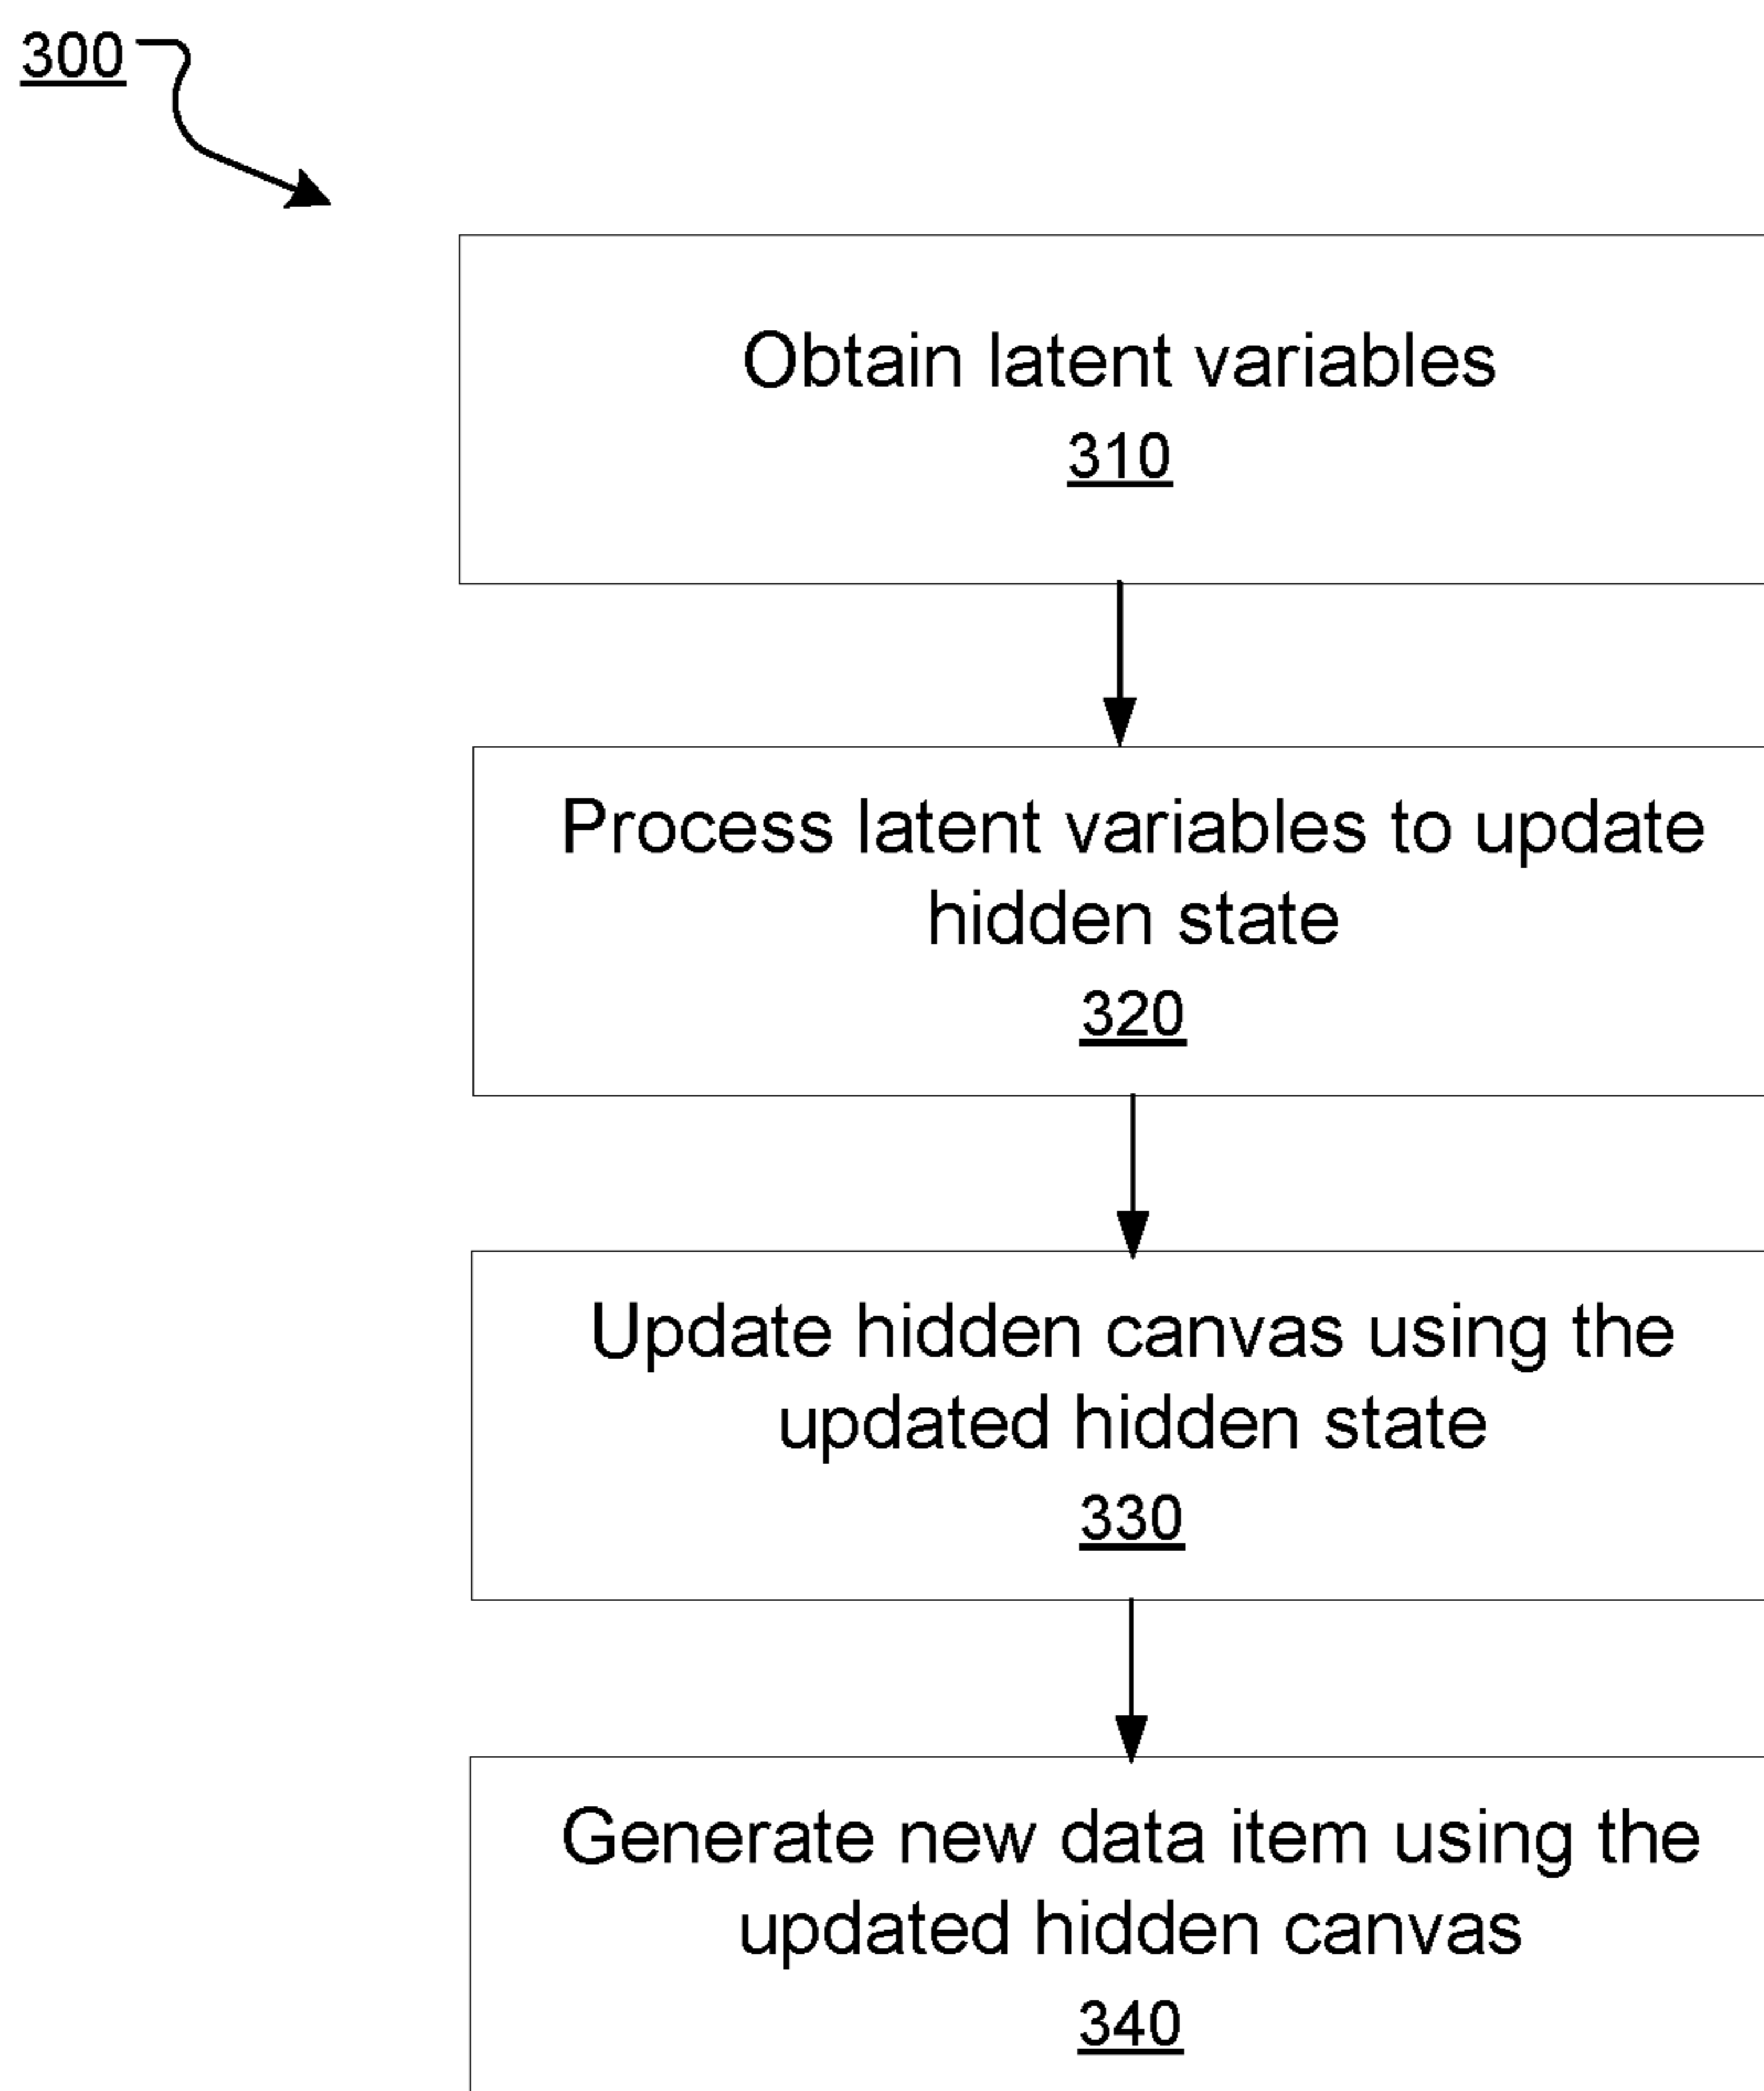 300
Obtain latent variables
310
Process latent variables to update
hidden state
320
Update hidden canvas using the
updated hidden state
330
Generate new data item using the
updated hidden canvas
340